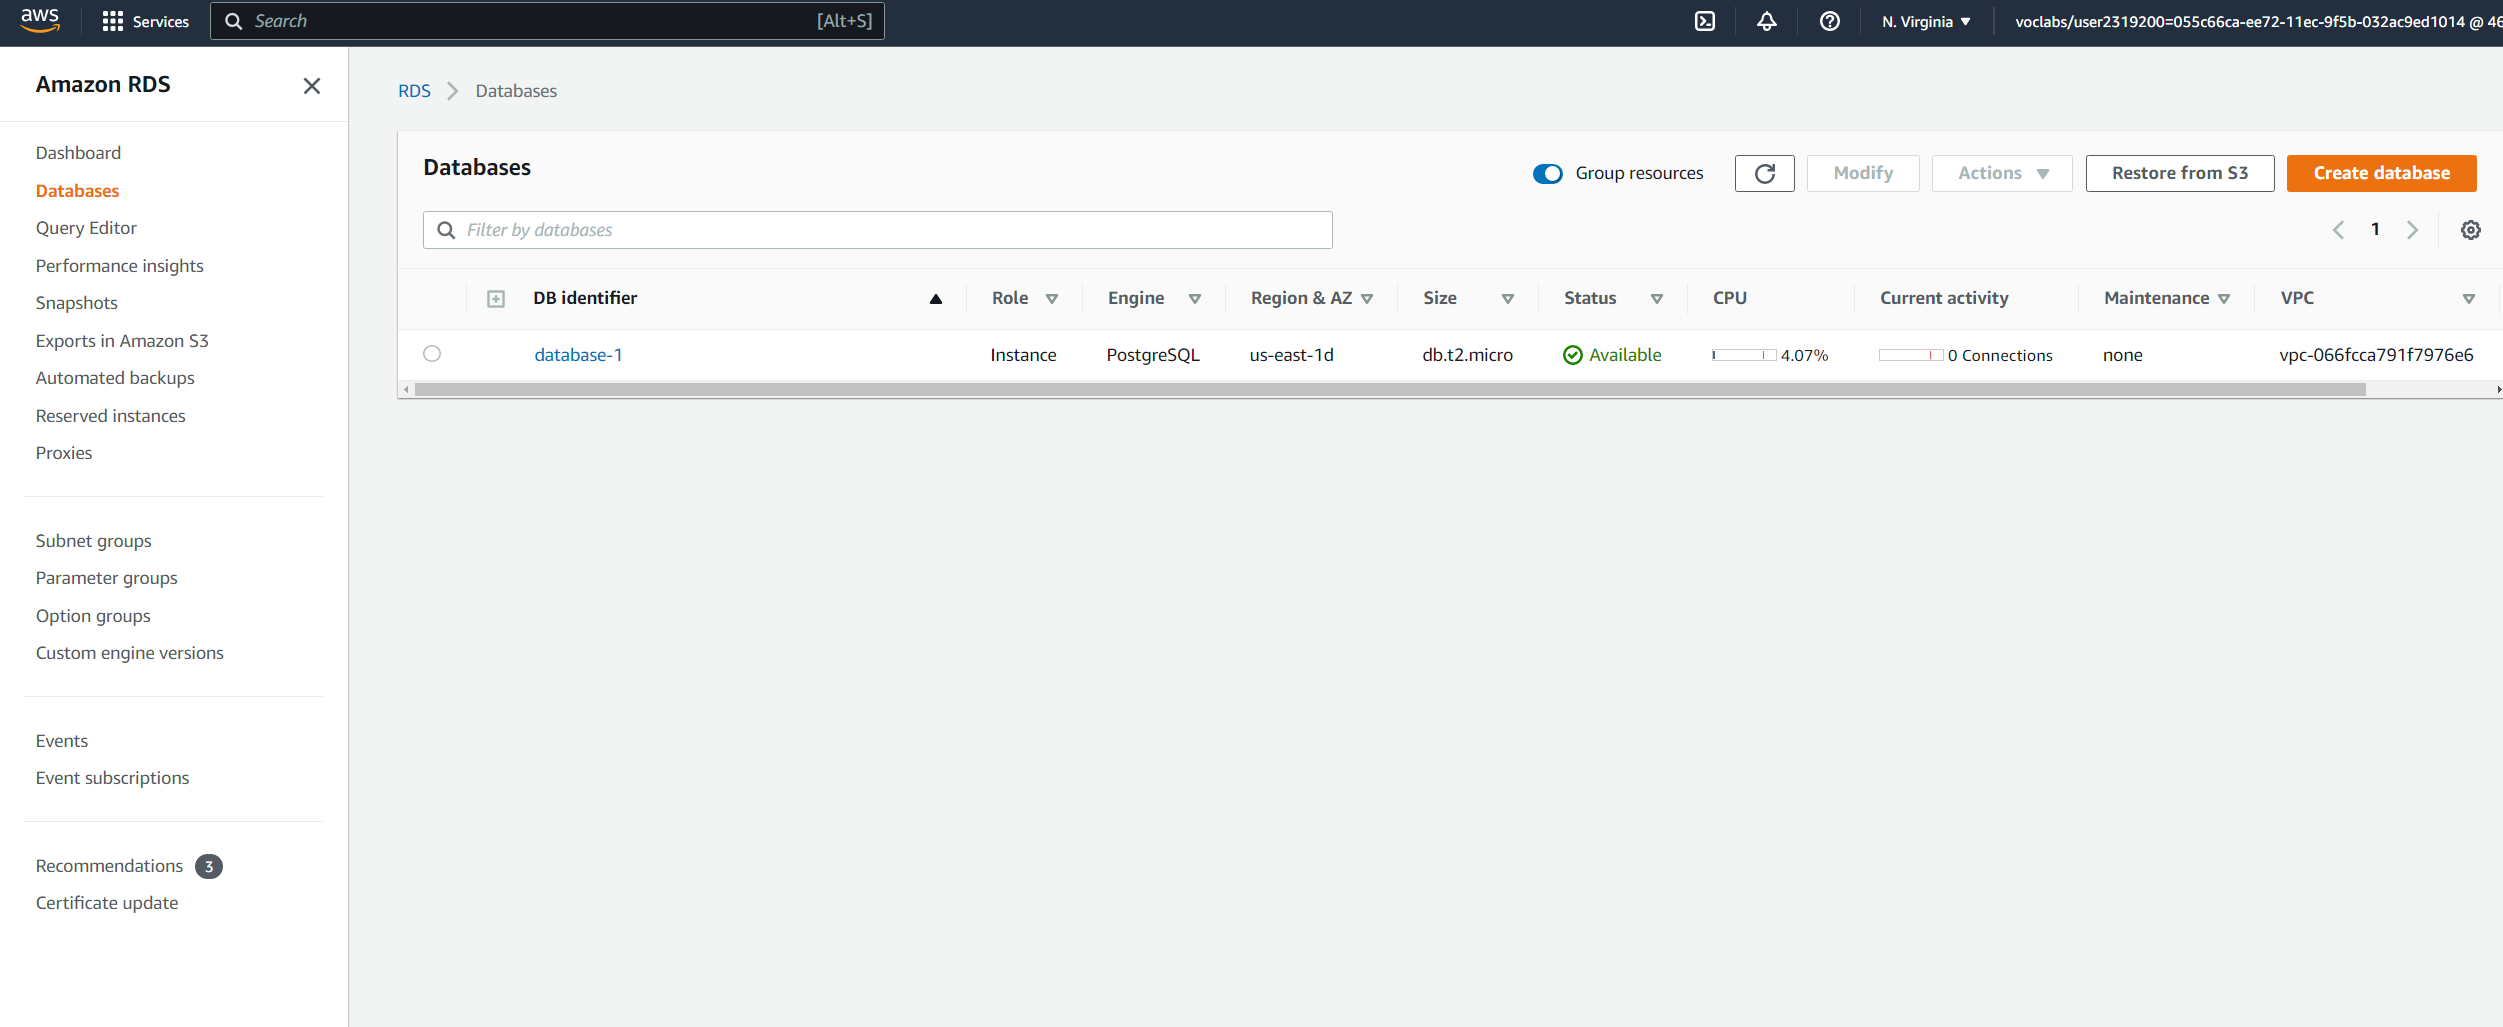 aws
Services
Search
[Alt+S]
N. Virginia
voclabs/user2319200=055c66ca-ee72-11ec-9f5b-032ac9ed1014 @ 46
Amazon RDS
Dashboard
Databases
Query Editor
Performance insights
Snapshots
Exports in Amazon S3
Automated backups
Reserved instances
Proxies
Subnet groups
Parameter groups
Option groups
Custom engine versions
Events
Event subscriptions
Recommendations 3
Certificate update
RDS Databases
Databases
Group resources
Modify
Actions
Restore from S3
Create database
Filter by databases
1
DB identifier Role Engine Region & AZ Size Status CPU Current activity Maintenance VPC
database-1 Instance PostgreSQL us-east-1d db.t2.micro Available 4.07% 0 Connections none vpc-066fcca791f7976e6